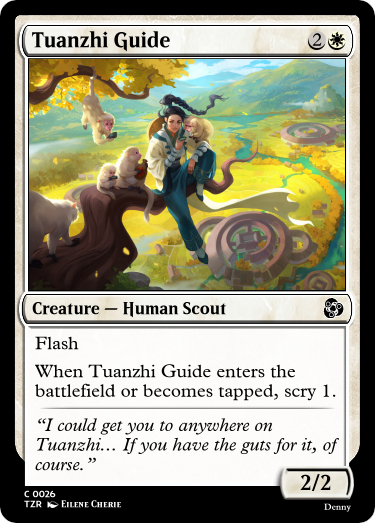 Tuanzhi Guide 2
Creature — Human Scout
Flash
When Tuanzhi Guide enters the
battlefield or becomes tapped, scry 1.
“I could get you to anywhere on
Tuanzhi… If you have the guts for it, of
course.”
2/2
C 0026
TZR Eilene Cherie
Denny